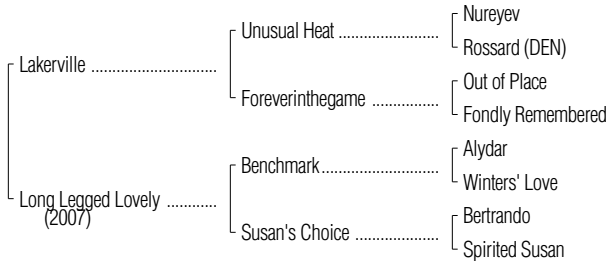 Nureyev
Unusual Heat ....................
Rossard (DEN)
Lakerville ..........................
Out of Place
Foreverinthegame .............
Fondly Remembered
Alydar
Benchmark........................
Winters' Love
Long Legged Lovely ..........
(2007)
Bertrando
Susan's Choice .................
Spirited Susan